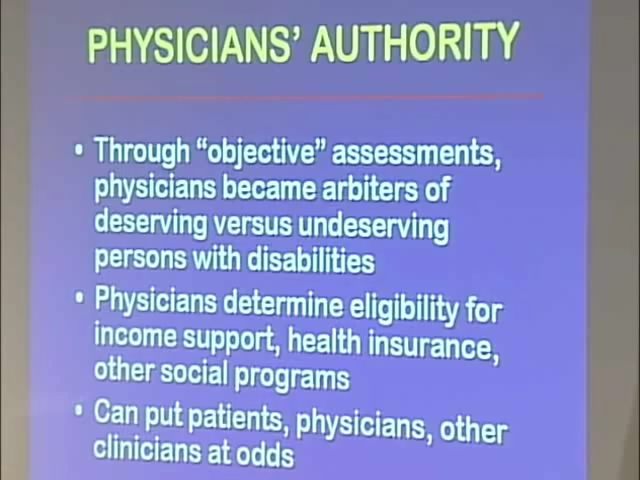 PHYSICIANS' AUTHORITY
• Through “objective” assessments,
physicians became arbiters of
deserving versus undeserving
persons with disabilities
• Physicians determine eligibility for
income support, health insurance,
other social programs
• Can put patients, physicians, other
clinicians at odds